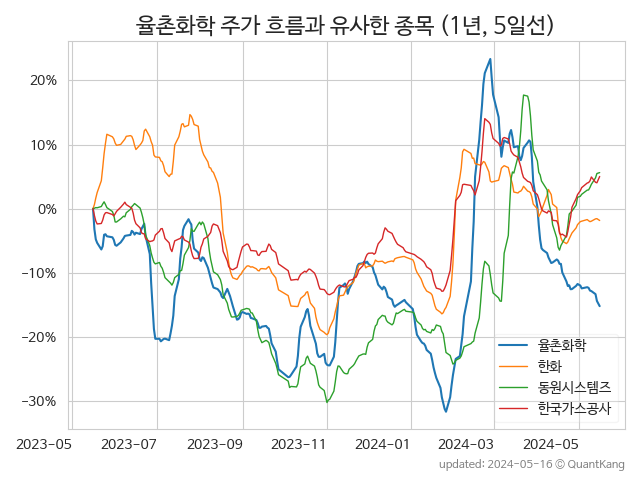 율촌화학 주가 흐름과 유사한 종목 (1년, 5일선)
20%
10%
0%
−10%
−20%
−30%
율촌화학
한화
동원시스템즈
한국가스공사
2023-05 2023-07 2023-09 2023-11 2024-01 2024-03 2024-05
updated: 2024-05-16 © QuantKang